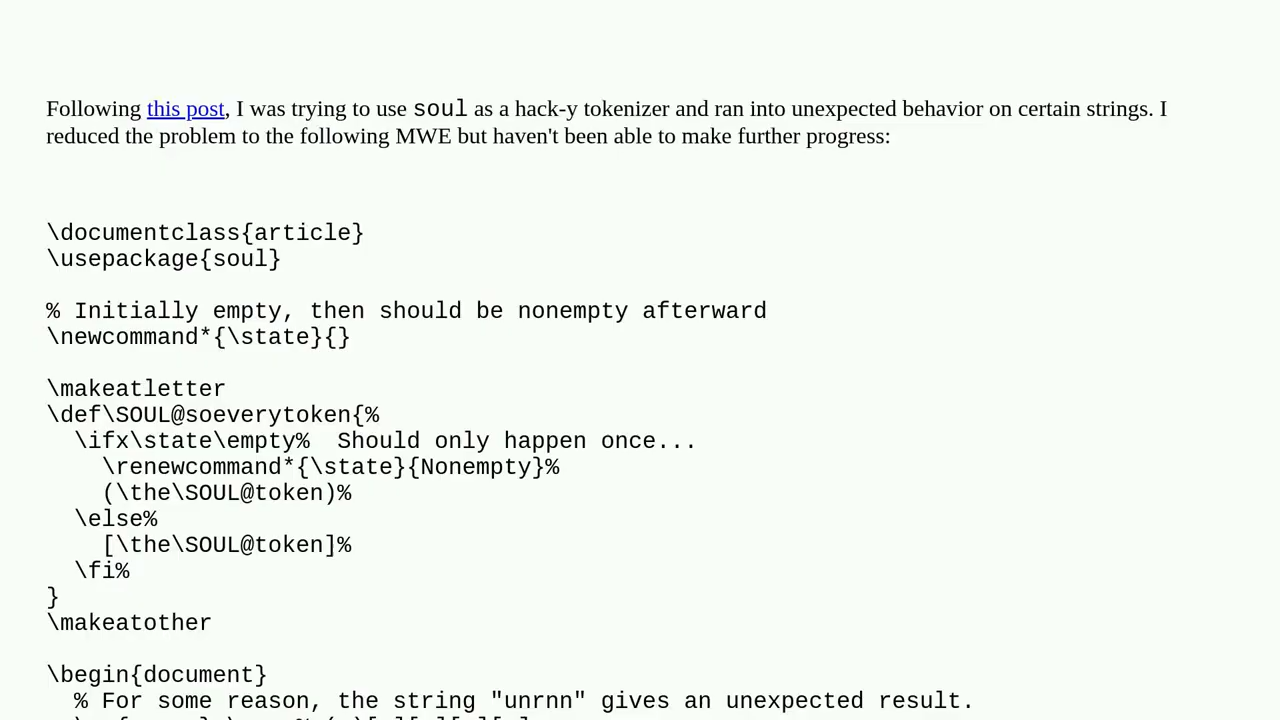 Following this post, I was trying to use soul as a hack-y tokenizer and ran into unexpected behavior on certain strings. I
reduced the problem to the following MWE but haven't been able to make further progress:
\documentclass{article}
\usepackage{soul}
% Initially empty, then should be nonempty afterward
\newcommand*{\state}{}
\makeatletter
\def\SOUL@soeverytoken{%
  \ifx\state\empty%  Should only happen once...
    \renewcommand*{\state}{Nonempty}%
    (\the\SOUL@token)%
  \else%
    [\the\SOUL@token]%
  \fi%
}
\makeatother
\begin{document}
  % For some reason, the string "unrnn" gives an unexpected result.